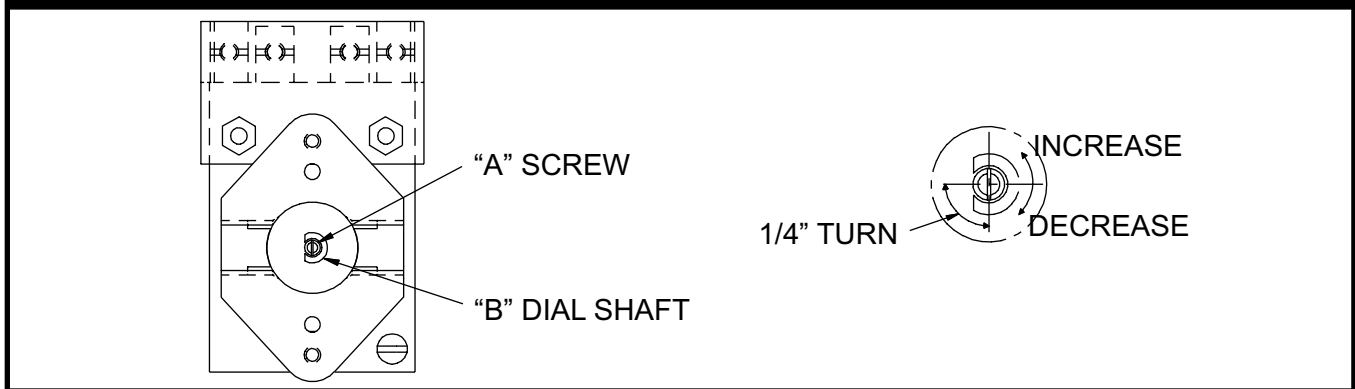 “A” SCREW
“B” DIAL SHAFT
INCREASE
1/4” TURN
DECREASE